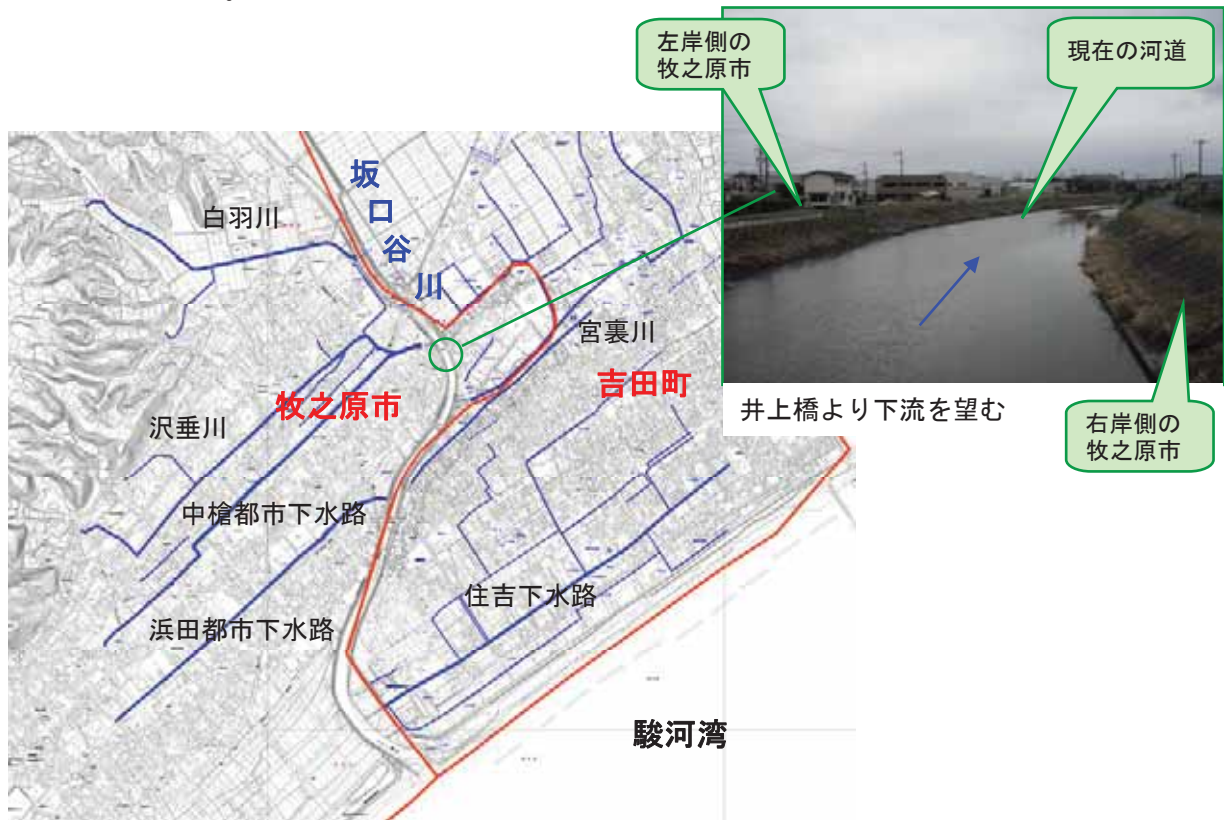 左岸側の
牧之原市
現在の河道
坂
口
谷
川
白羽川
宮裏川
吉田町
牧之原市
井上橋より下流を望む
右岸側の
牧之原市
沢垂川
中槍都市下水路
住吉下水路
浜田都市下水路
駿河湾